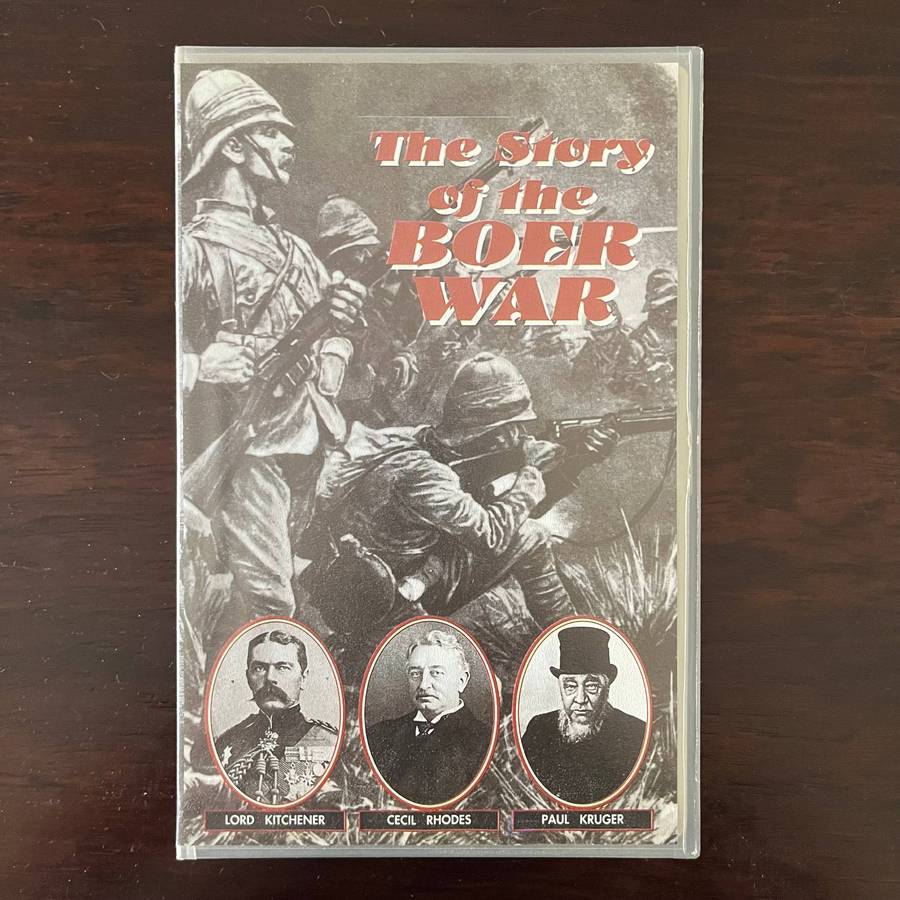 The Story
of the
BOER
WAR
LORD KITCHENER
CECIL RHODES
PAUL KRUGER